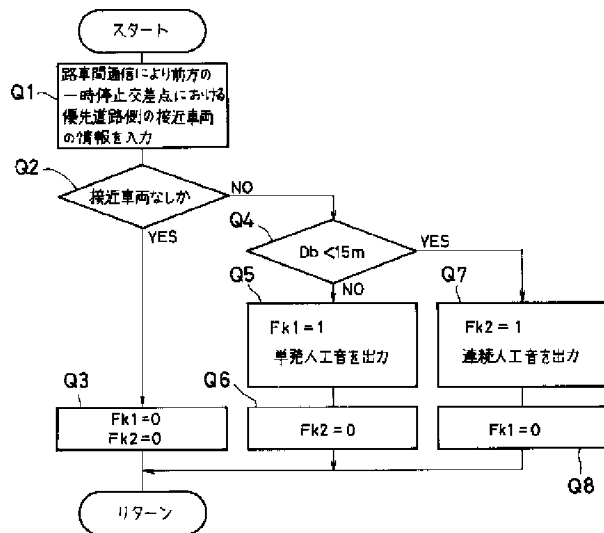 スタート
Q1
路車間通信により前方の
一時停止交差点における
優先道路側の接近車両
の情報を入力
Q2
接近車両なしか
NO
YES
Q4
Db<15m
YES
NO
Q5
Fk1=1
単発人工音を出力
Q7
Fk2=1
連続人工音を出力
Q3
Fk1=0
Fk2=0
Q6
Fk2=0
Fk1=0
Q8
リターン